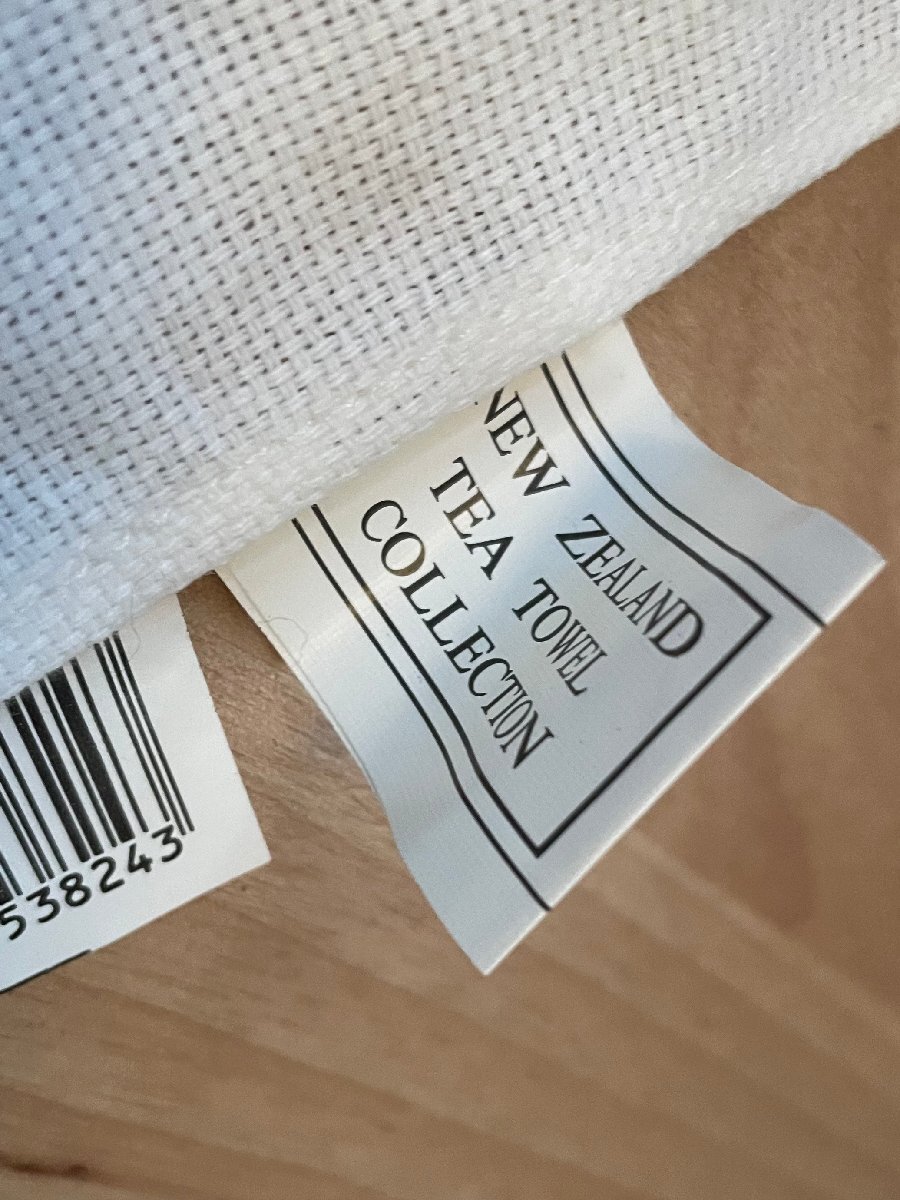 NEW ZEALAND
TEA TOWEL
COLLECTION
538243